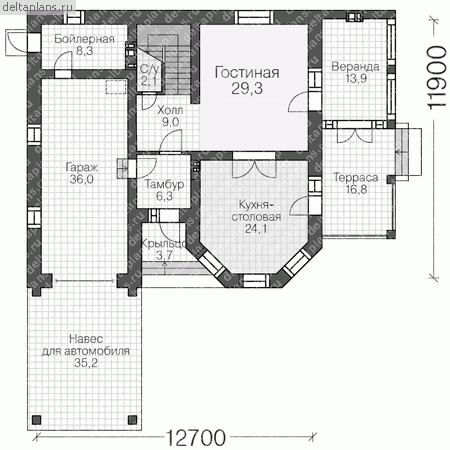 deltanlans.ru
Бойлерная
8,3
С/у
2,1
Гостиная
29,3
Веранда
13,9
Холл
9,0
Гараж
36,0
Тамбур
6,3
Кухня-
столовая
24,1
Терраса
16,8
Крыльцо
3,7
Навес
для автомобиля
35,2
11900
12700